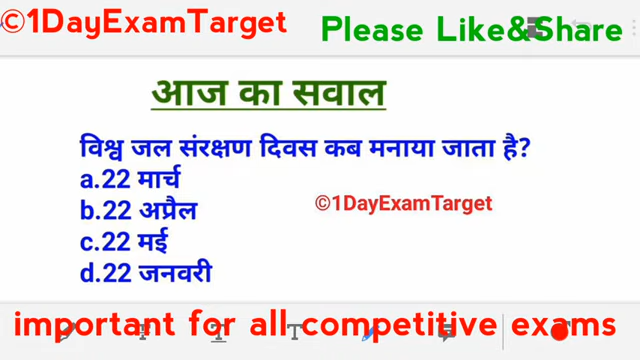 ©1DayExamTarget
Please Like&Share
आज का सवाल
विश्व जल संरक्षण दिवस कब मनाया जाता है?
a.22 मार्च
b.22 अप्रैल
©1DayExamTarget
c.22 मई
d.22 जनवरी
important for all competitive exams